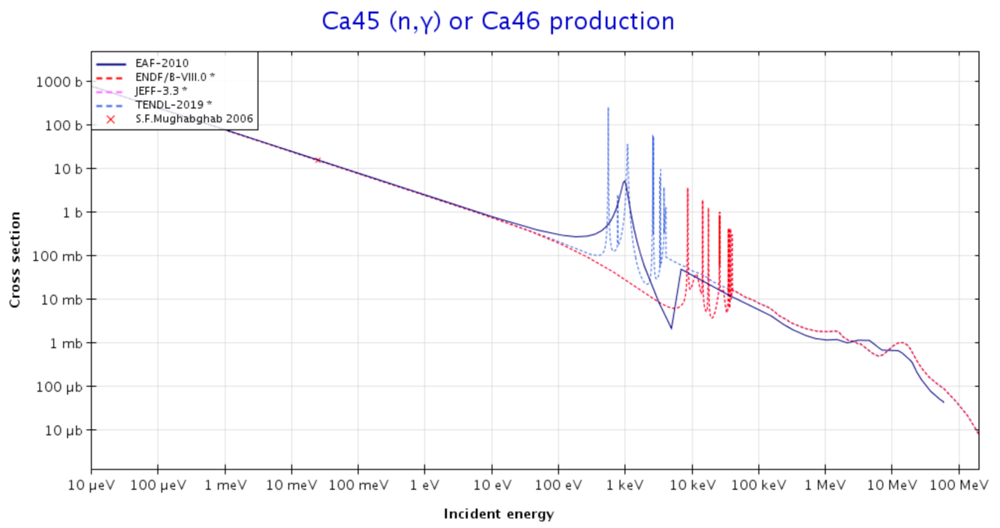 Ca45 (n,γ) or Ca46 production
EAF-2010
ENDF/B-VIII.0 *
JEFF-3.3 *
TENDL-2019 *
S.F.Mughabghab 2006
1000 b
100 b
10 b
1 b
100 mb
10 mb
1 mb
100 µb
10 µb
Cross section
10 µeV 100 µeV 1 meV 10 meV 100 meV 1 eV 10 eV 100 eV 1 keV 10 keV 100 keV 1 MeV 10 MeV 100 MeV
Incident energy